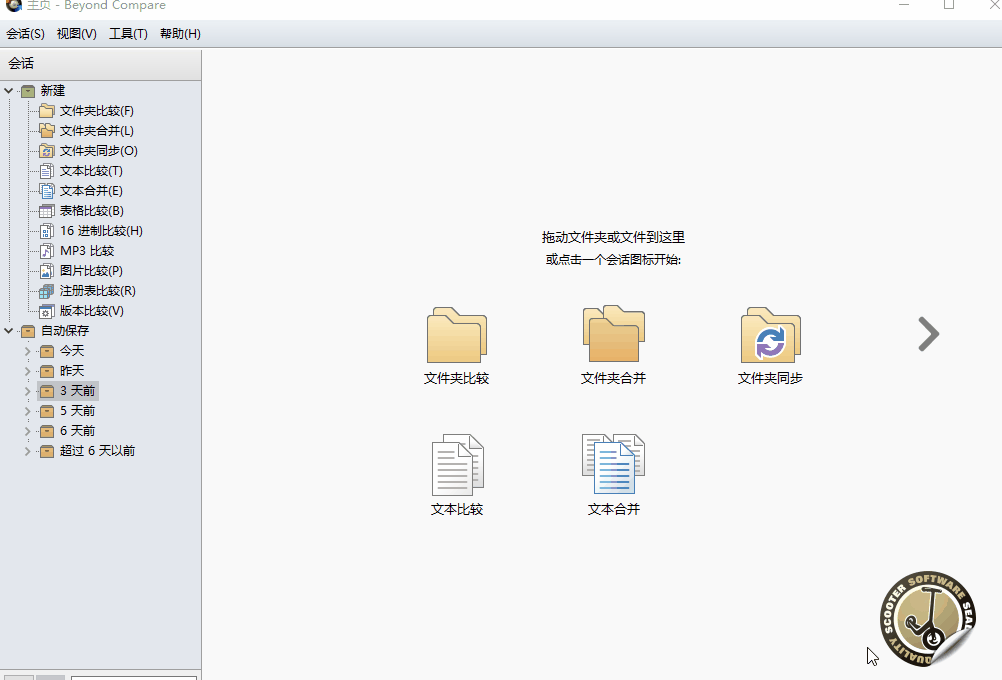 主页 - Beyond Compare
会话(S) 视图(V) 工具(T) 帮助(H)
会话
新建
文件夹比较(F)
文件夹合并(L)
文件夹同步(O)
文本比较(T)
文本合并(E)
表格比较(B)
16 进制比较(H)
MP3 比较
图片比较(P)
注册表比较(R)
版本比较(V)
自动保存
今天
昨天
3 天前
5 天前
6 天前
超过 6 天以前
拖动文件夹或文件到这里
或点击一个会话图标开始:
文件夹比较
文件夹合并
文件夹同步
文本比较
文本合并
SCOOTER SOFTWARE SEAL
QUALITY